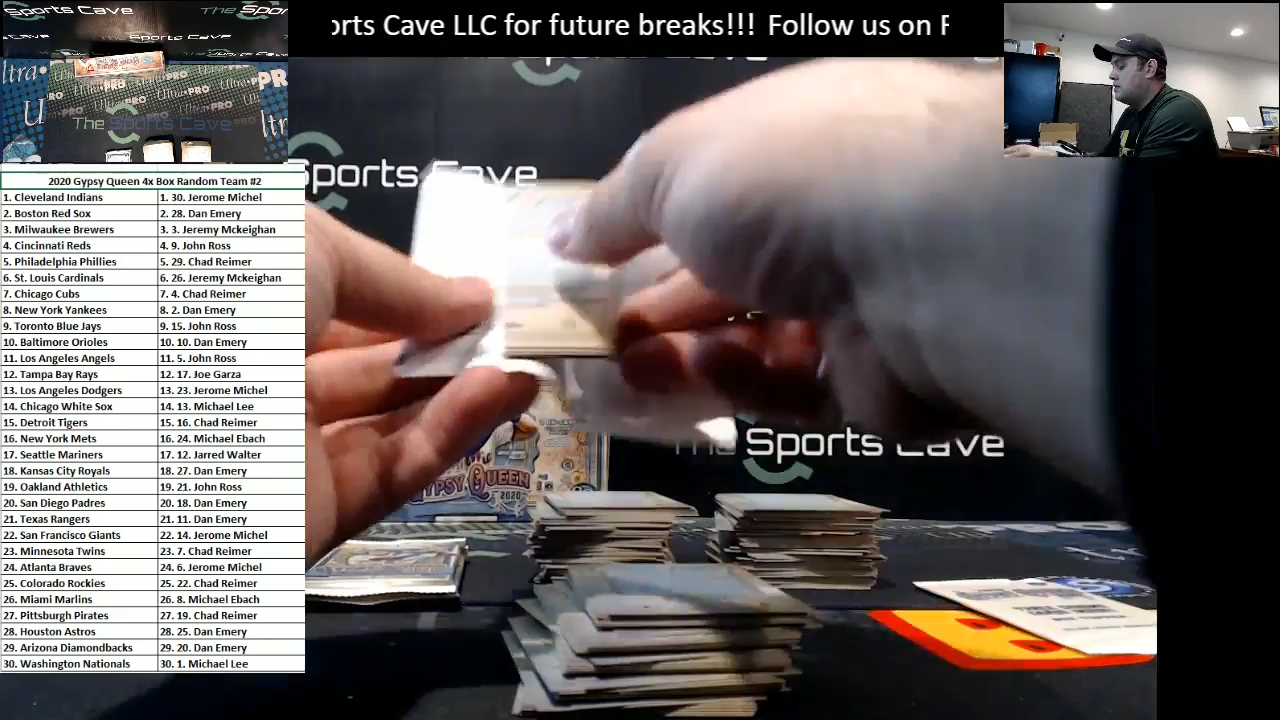 orts Cave LLC for future breaks!!! Follow us on F
The Sports Cave
Sports Cave
The Sports Cave
GYPSY QUEEN
2020
2020 Gypsy Queen 4x Box Random Team #2
1. Cleveland Indians 1. 30. Jerome Michel
2. Boston Red Sox 2. 28. Dan Emery
3. Milwaukee Brewers 3. 3. Jeremy Mckeighan
4. Cincinnati Reds 4. 9. John Ross
5. Philadelphia Phillies 5. 29. Chad Reimer
6. St. Louis Cardinals 6. 26. Jeremy Mckeighan
7. Chicago Cubs 7. 4. Chad Reimer
8. New York Yankees 8. 2. Dan Emery
9. Toronto Blue Jays 9. 15. John Ross
10. Baltimore Orioles 10. 10. Dan Emery
11. Los Angeles Angels 11. 5. John Ross
12. Tampa Bay Rays 12. 17. Joe Garza
13. Los Angeles Dodgers 13. 23. Jerome Michel
14. Chicago White Sox 14. 13. Michael Lee
15. Detroit Tigers 15. 16. Chad Reimer
16. New York Mets 16. 24. Michael Ebach
17. Seattle Mariners 17. 12. Jarred Walter
18. Kansas City Royals 18. 27. Dan Emery
19. Oakland Athletics 19. 21. John Ross
20. San Diego Padres 20. 18. Dan Emery
21. Texas Rangers 21. 11. Dan Emery
22. San Francisco Giants 22. 14. Jerome Michel
23. Minnesota Twins 23. 7. Chad Reimer
24. Atlanta Braves 24. 6. Jerome Michel
25. Colorado Rockies 25. 22. Chad Reimer
26. Miami Marlins 26. 8. Michael Ebach
27. Pittsburgh Pirates 27. 19. Chad Reimer
28. Houston Astros 28. 25. Dan Emery
29. Arizona Diamondbacks 29. 20. Dan Emery
30. Washington Nationals 30. 1. Michael Lee